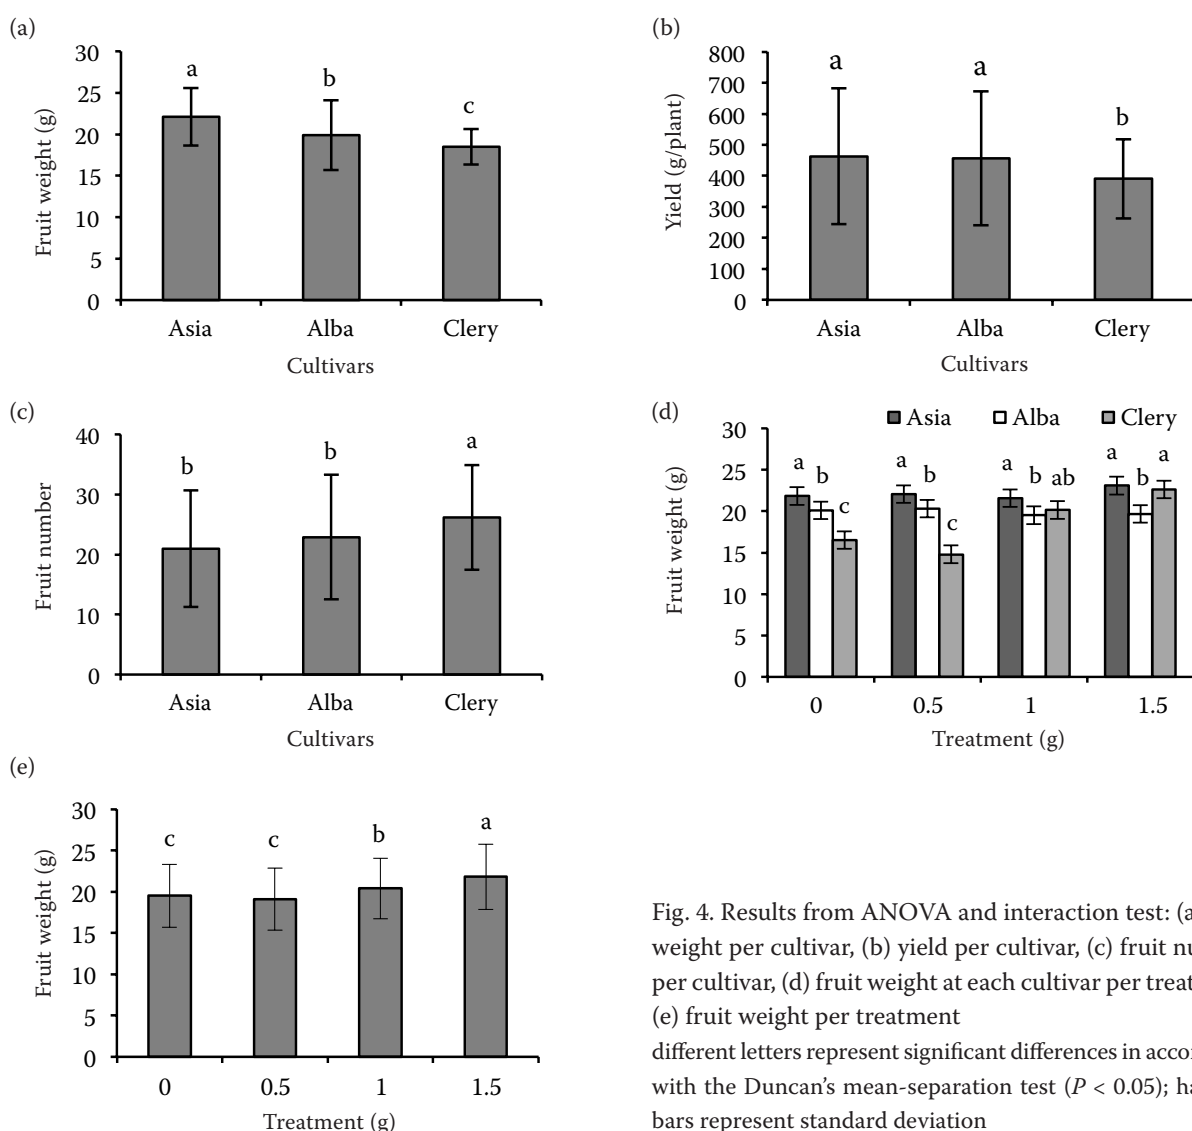 (a)
30
25
20
15
10
5
0
Fruit weight (g)
a
b
c
Asia Alba Clery
Cultivars
(b)
800
700
600
500
400
300
200
100
0
Yield (g/plant)
a
a
b
Asia Alba Clery
Cultivars
(c)
40
30
20
10
0
Fruit number
b
b
a
Asia Alba Clery
Cultivars
(d)
Asia Alba Clery
30
25
20
15
10
5
0
Fruit weight (g)
a b c
a b c
a b ab
a b a
0 0.5 1 1.5
Treatment (g)
(e)
30
25
20
15
10
5
0
Fruit weight (g)
c
c
b
a
0 0.5 1 1.5
Treatment (g)
Fig. 4. Results from ANOVA and interaction test: (a
weight per cultivar, (b) yield per cultivar, (c) fruit nu
per cultivar, (d) fruit weight at each cultivar per treat
(e) fruit weight per treatment
different letters represent significant differences in accor
with the Duncan's mean-separation test (P < 0.05); ha
bars represent standard deviation